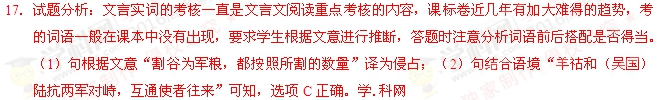 17. 试题分析：文言实词的考核一直是文言文阅读重点考核的内容，课标卷近几年有加大难得的趋势，考
的词语一般在课本中没有出现，要求学生根据文意进行推断，答题时注意分析词语前后搭配是否得当。
（1）句根据文意“割谷为军粮，都按照所割的数量”译为侵占；（2）句结合语境“羊祜和（吴国）
陆抗两军对峙，互通使者往来”可知，选项 C 正确。学.科网